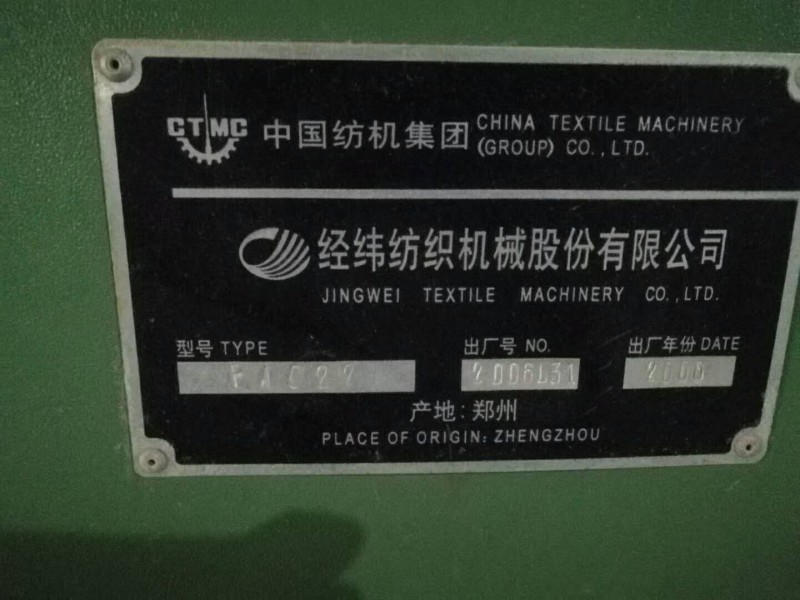 CTMC 中国纺机集团 CHINA TEXTILE MACHINERY
(GROUP) CO.,LTD.
经纬纺织机械股份有限公司
JINGWEI TEXTILE MACHINERY CO.,LTD.
型号 TYPE 出厂号 NO. 出厂年份 DATE
产地:郑州
PLACE OF ORIGIN: ZHENGZHOU